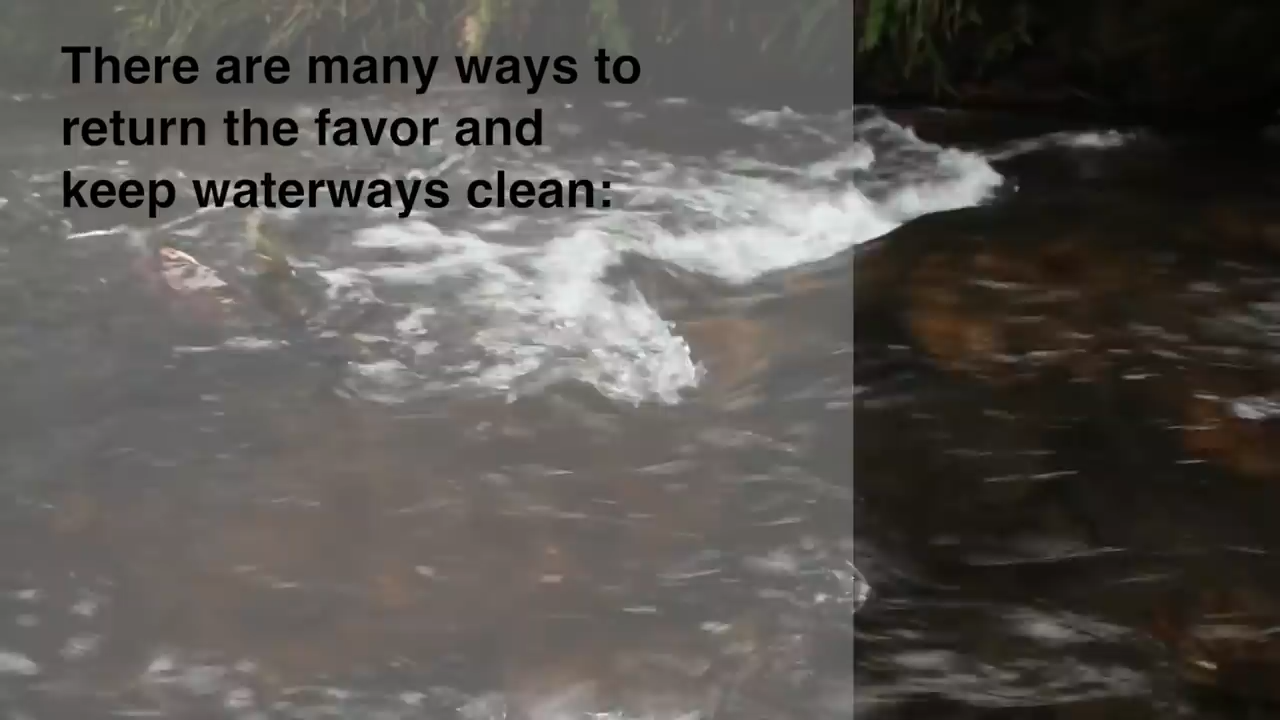 There are many ways to
return the favor and
keep waterways clean: